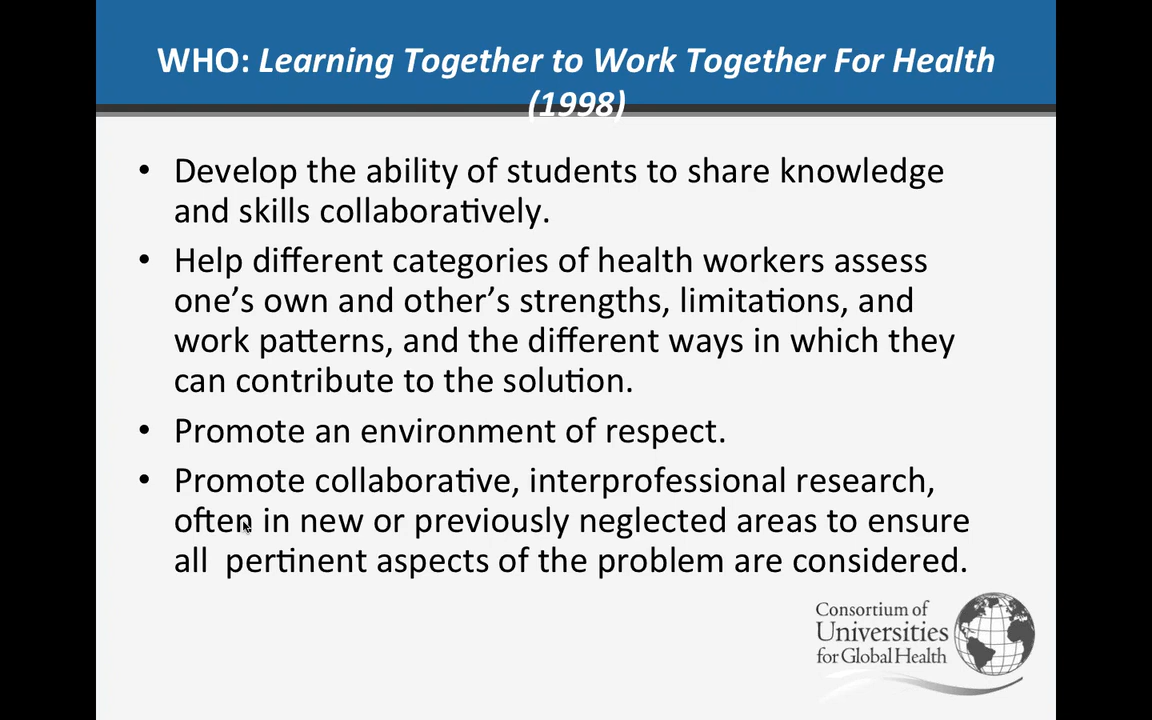 WHO: Learning Together to Work Together For Health
(1998)
• Develop the ability of students to share knowledge
and skills collaboratively.
• Help different categories of health workers assess
one’s own and other’s strengths, limitations, and
work patterns, and the different ways in which they
can contribute to the solution.
• Promote an environment of respect.
• Promote collaborative, interprofessional research,
often in new or previously neglected areas to ensure
all  pertinent aspects of the problem are considered.
Consortium of
Universities
for Global Health